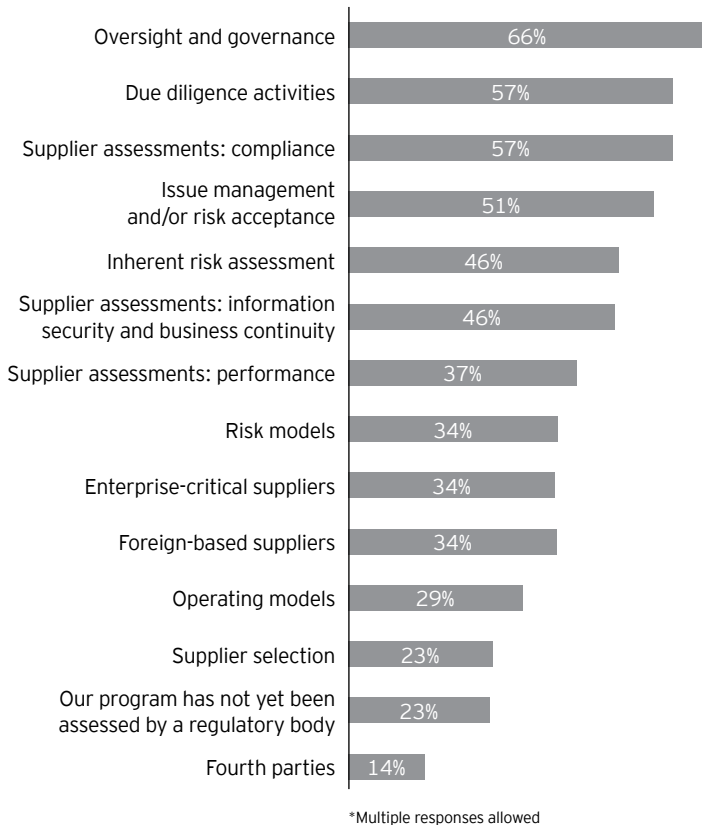 Oversight and governance 66%
Due diligence activities 57%
Supplier assessments: compliance 57%
Issue management
and/or risk acceptance 51%
Inherent risk assessment 46%
Supplier assessments: information
security and business continuity 46%
Supplier assessments: performance 37%
Risk models 34%
Enterprise-critical suppliers 34%
Foreign-based suppliers 34%
Operating models 29%
Supplier selection 23%
Our program has not yet been
assessed by a regulatory body 23%
Fourth parties 14%
*Multiple responses allowed